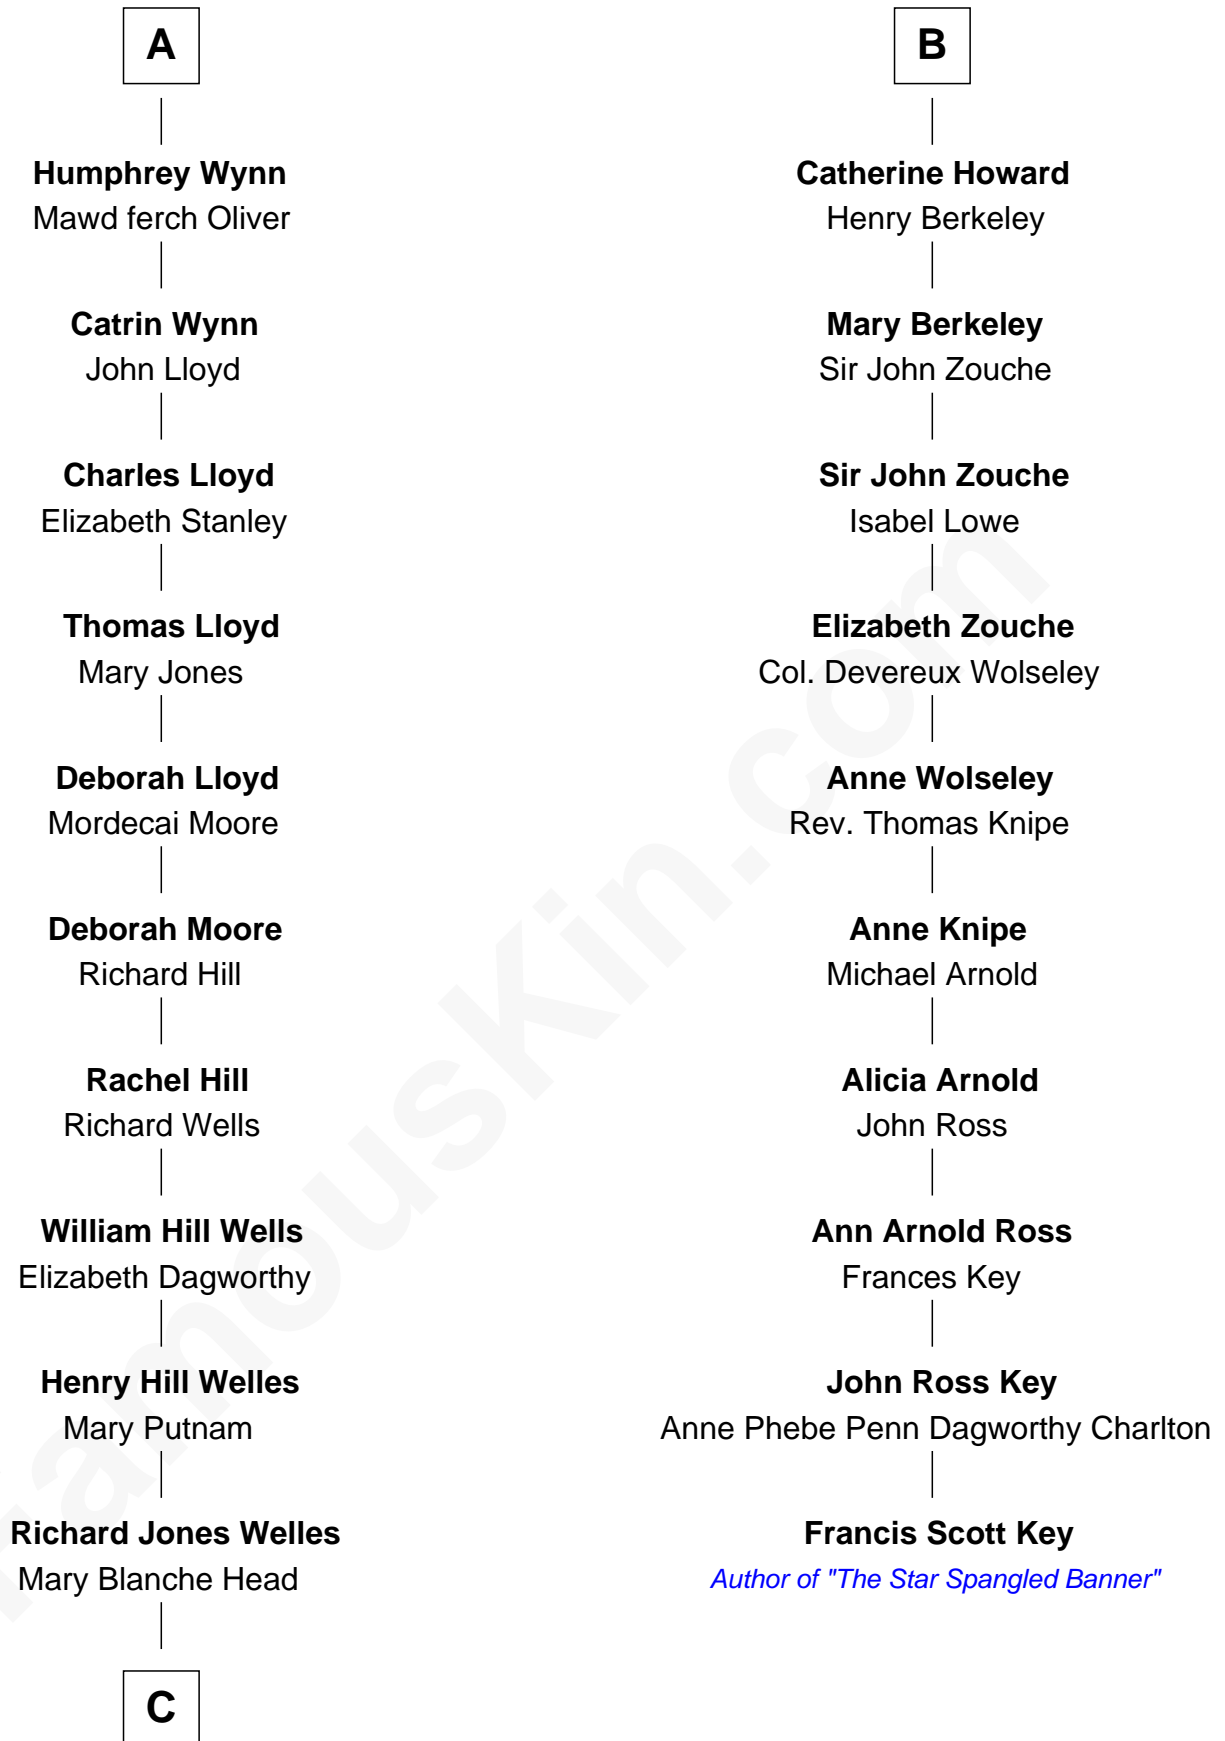 A
Humphrey Wynn
Mawd ferch Oliver
Catrin Wynn
John Lloyd
Charles Lloyd
Elizabeth Stanley
Thomas Lloyd
Mary Jones
Deborah Lloyd
Mordecai Moore
Deborah Moore
Richard Hill
Rachel Hill
Richard Wells
William Hill Wells
Elizabeth Dagworthy
Henry Hill Welles
Mary Putnam
Richard Jones Welles
Mary Blanche Head
C
B
Catherine Howard
Henry Berkeley
Mary Berkeley
Sir John Zouche
Sir John Zouche
Isabel Lowe
Elizabeth Zouche
Col. Devereux Wolseley
Anne Wolseley
Rev. Thomas Knipe
Anne Knipe
Michael Arnold
Alicia Arnold
John Ross
Ann Arnold Ross
Frances Key
John Ross Key
Anne Phebe Penn Dagworthy Charlton
Francis Scott Key
Author of "The Star Spangled Banner"
FamousKin.com